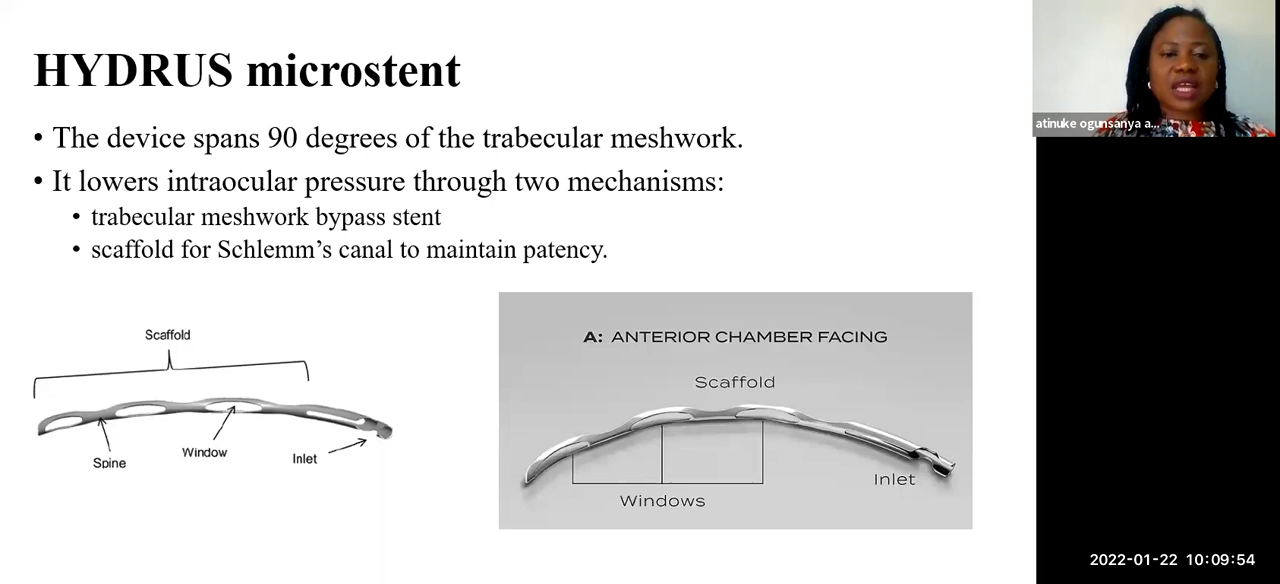 HYDRUS microstent
• The device spans 90 degrees of the trabecular meshwork.
• It lowers intraocular pressure through two mechanisms:
• trabecular meshwork bypass stent
• scaffold for Schlemm’s canal to maintain patency.
Scaffold
Spine
Window
Inlet
A: ANTERIOR CHAMBER FACING
Scaffold
Inlet
Windows
atinuke ogunsanya a...
2022-01-22 10:09:54